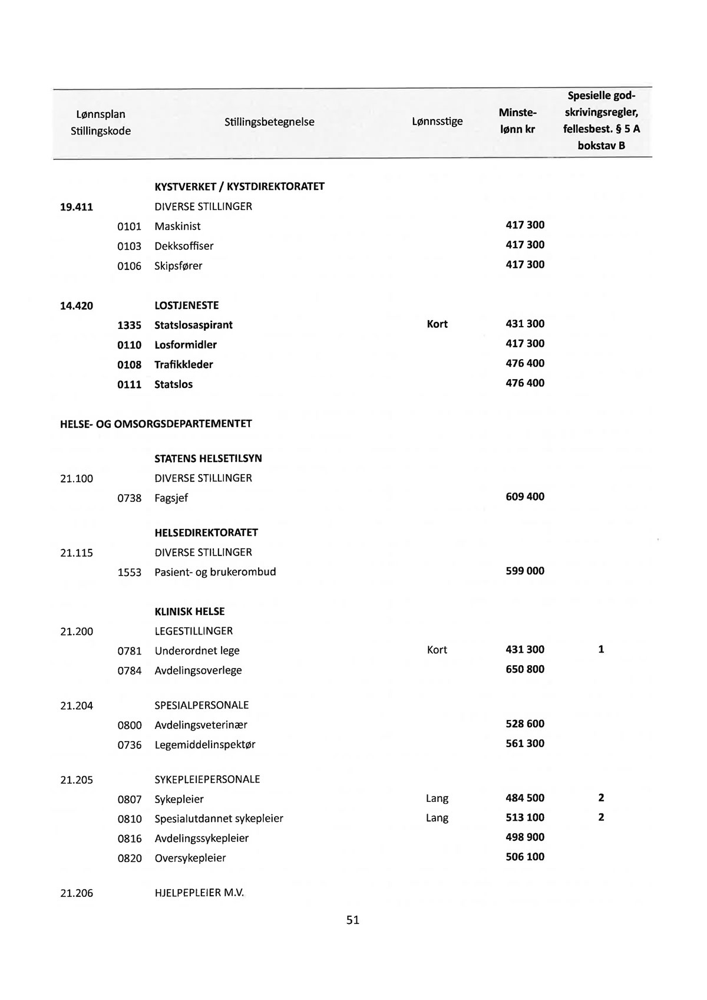 Lønnsplan
Stillingskode
Stillingsbetegnelse
Lønnsstige
Minste-
lønn kr
Spesielle god-
skrivingsregler,
fellesbest. § 5 A
bokstav B
KYSTVERKET / KYSTDIREKTORATET
19.411 DIVERSE STILLINGER
0101 Maskinist 417 300
0103 Dekksoffiser 417 300
0106 Skipsfører 417 300
14.420 LOSTJENESTE
1335 Statslosaspirant Kort 431 300
0110 Losformidler 417 300
0108 Trafikkleder 476 400
0111 Statslos 476 400
HELSE- OG OMSORGSDEPARTEMENTET
STATENS HELSETILSYN
21.100 DIVERSE STILLINGER
0738 Fagsjef 609 400
HELSEDIREKTORATET
21.115 DIVERSE STILLINGER
1553 Pasient- og brukerombud 599 000
KLINISK HELSE
21.200 LEGESTILLINGER
0781 Underordnet lege Kort 431 300 1
0784 Avdelingsoverlege 650 800
21.204 SPESIALPERSONALE
0800 Avdelingsveterinær 528 600
0736 Legemiddelinspektør 561 300
21.205 SYKEPLEIEPERSONALE
0807 Sykepleier Lang 484 500 2
0810 Spesialutdannet sykepleier Lang 513 100 2
0816 Avdelingssykepleier 498 900
0820 Oversykepleier 506 100
21.206 HJELPEPLEIER M.V.
51